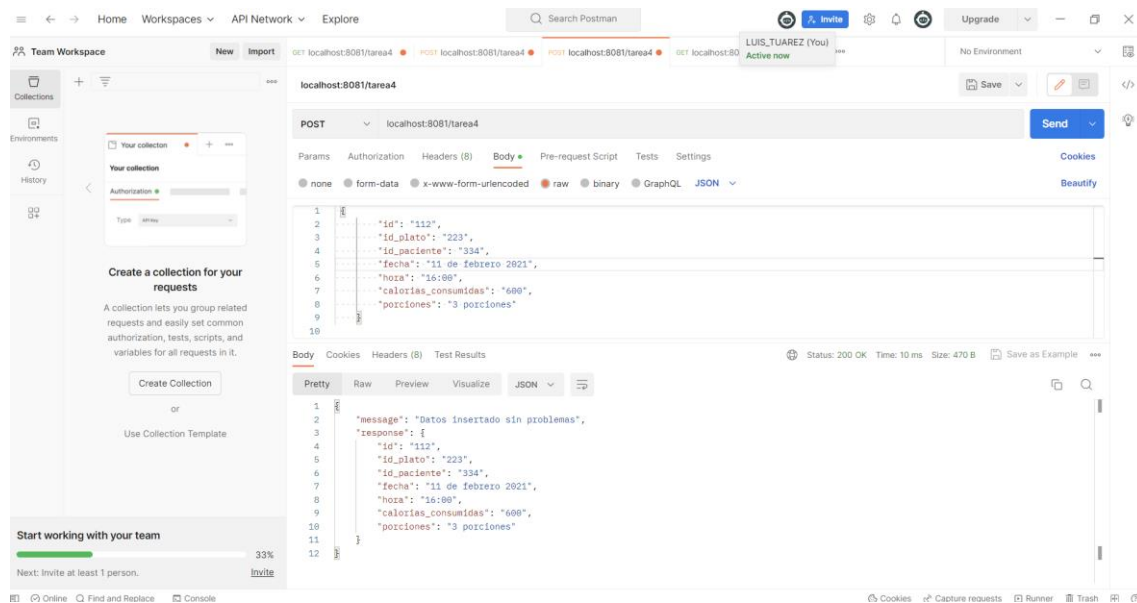 Home Workspaces API Network Explore Search Postman Invite Upgrade
Team Workspace New Import GET localhost:8081/tarea4 POST localhost:8081/tarea4 POST localhost:8081/tarea4 GET localhost:80 No Environment
LUIS_TUAREZ (You)
Active now
Collections
Environments
History
Your collecton
Your collection
Authorization
Type API Key
Create a collection for your
requests
A collection lets you group related
requests and easily set common
authorization, tests, scripts, and
variables for all requests in it.
Create Collection
or
Use Collection Template
Start working with your team
33%
Next: Invite at least 1 person. Invite
localhost:8081/tarea4 Save
POST localhost:8081/tarea4 Send
Params Authorization Headers (8) Body Pre-request Script Tests Settings Cookies
none form-data x-www-form-urlencoded raw binary GraphQL JSON Beautify
1 {
2 "id": "112",
3 "id_plato": "223",
4 "id_paciente": "334",
5 "fecha": "11 de febrero 2021",
6 "hora": "16:00",
7 "calorias_consumidas": "600",
8 "porciones": "3 porciones"
9 }
10
Body Cookies Headers (8) Test Results Status: 200 OK Time: 10 ms Size: 470 B Save as Example
Pretty Raw Preview Visualize JSON
1 {
2 "message": "Datos insertado sin problemas",
3 "response": {
4 "id": "112",
5 "id_plato": "223",
6 "id_paciente": "334",
7 "fecha": "11 de febrero 2021",
8 "hora": "16:00",
9 "calorias_consumidas": "600",
10 "porciones": "3 porciones"
11 }
12 }
Online Find and Replace Console Cookies Capture requests Runner Trash